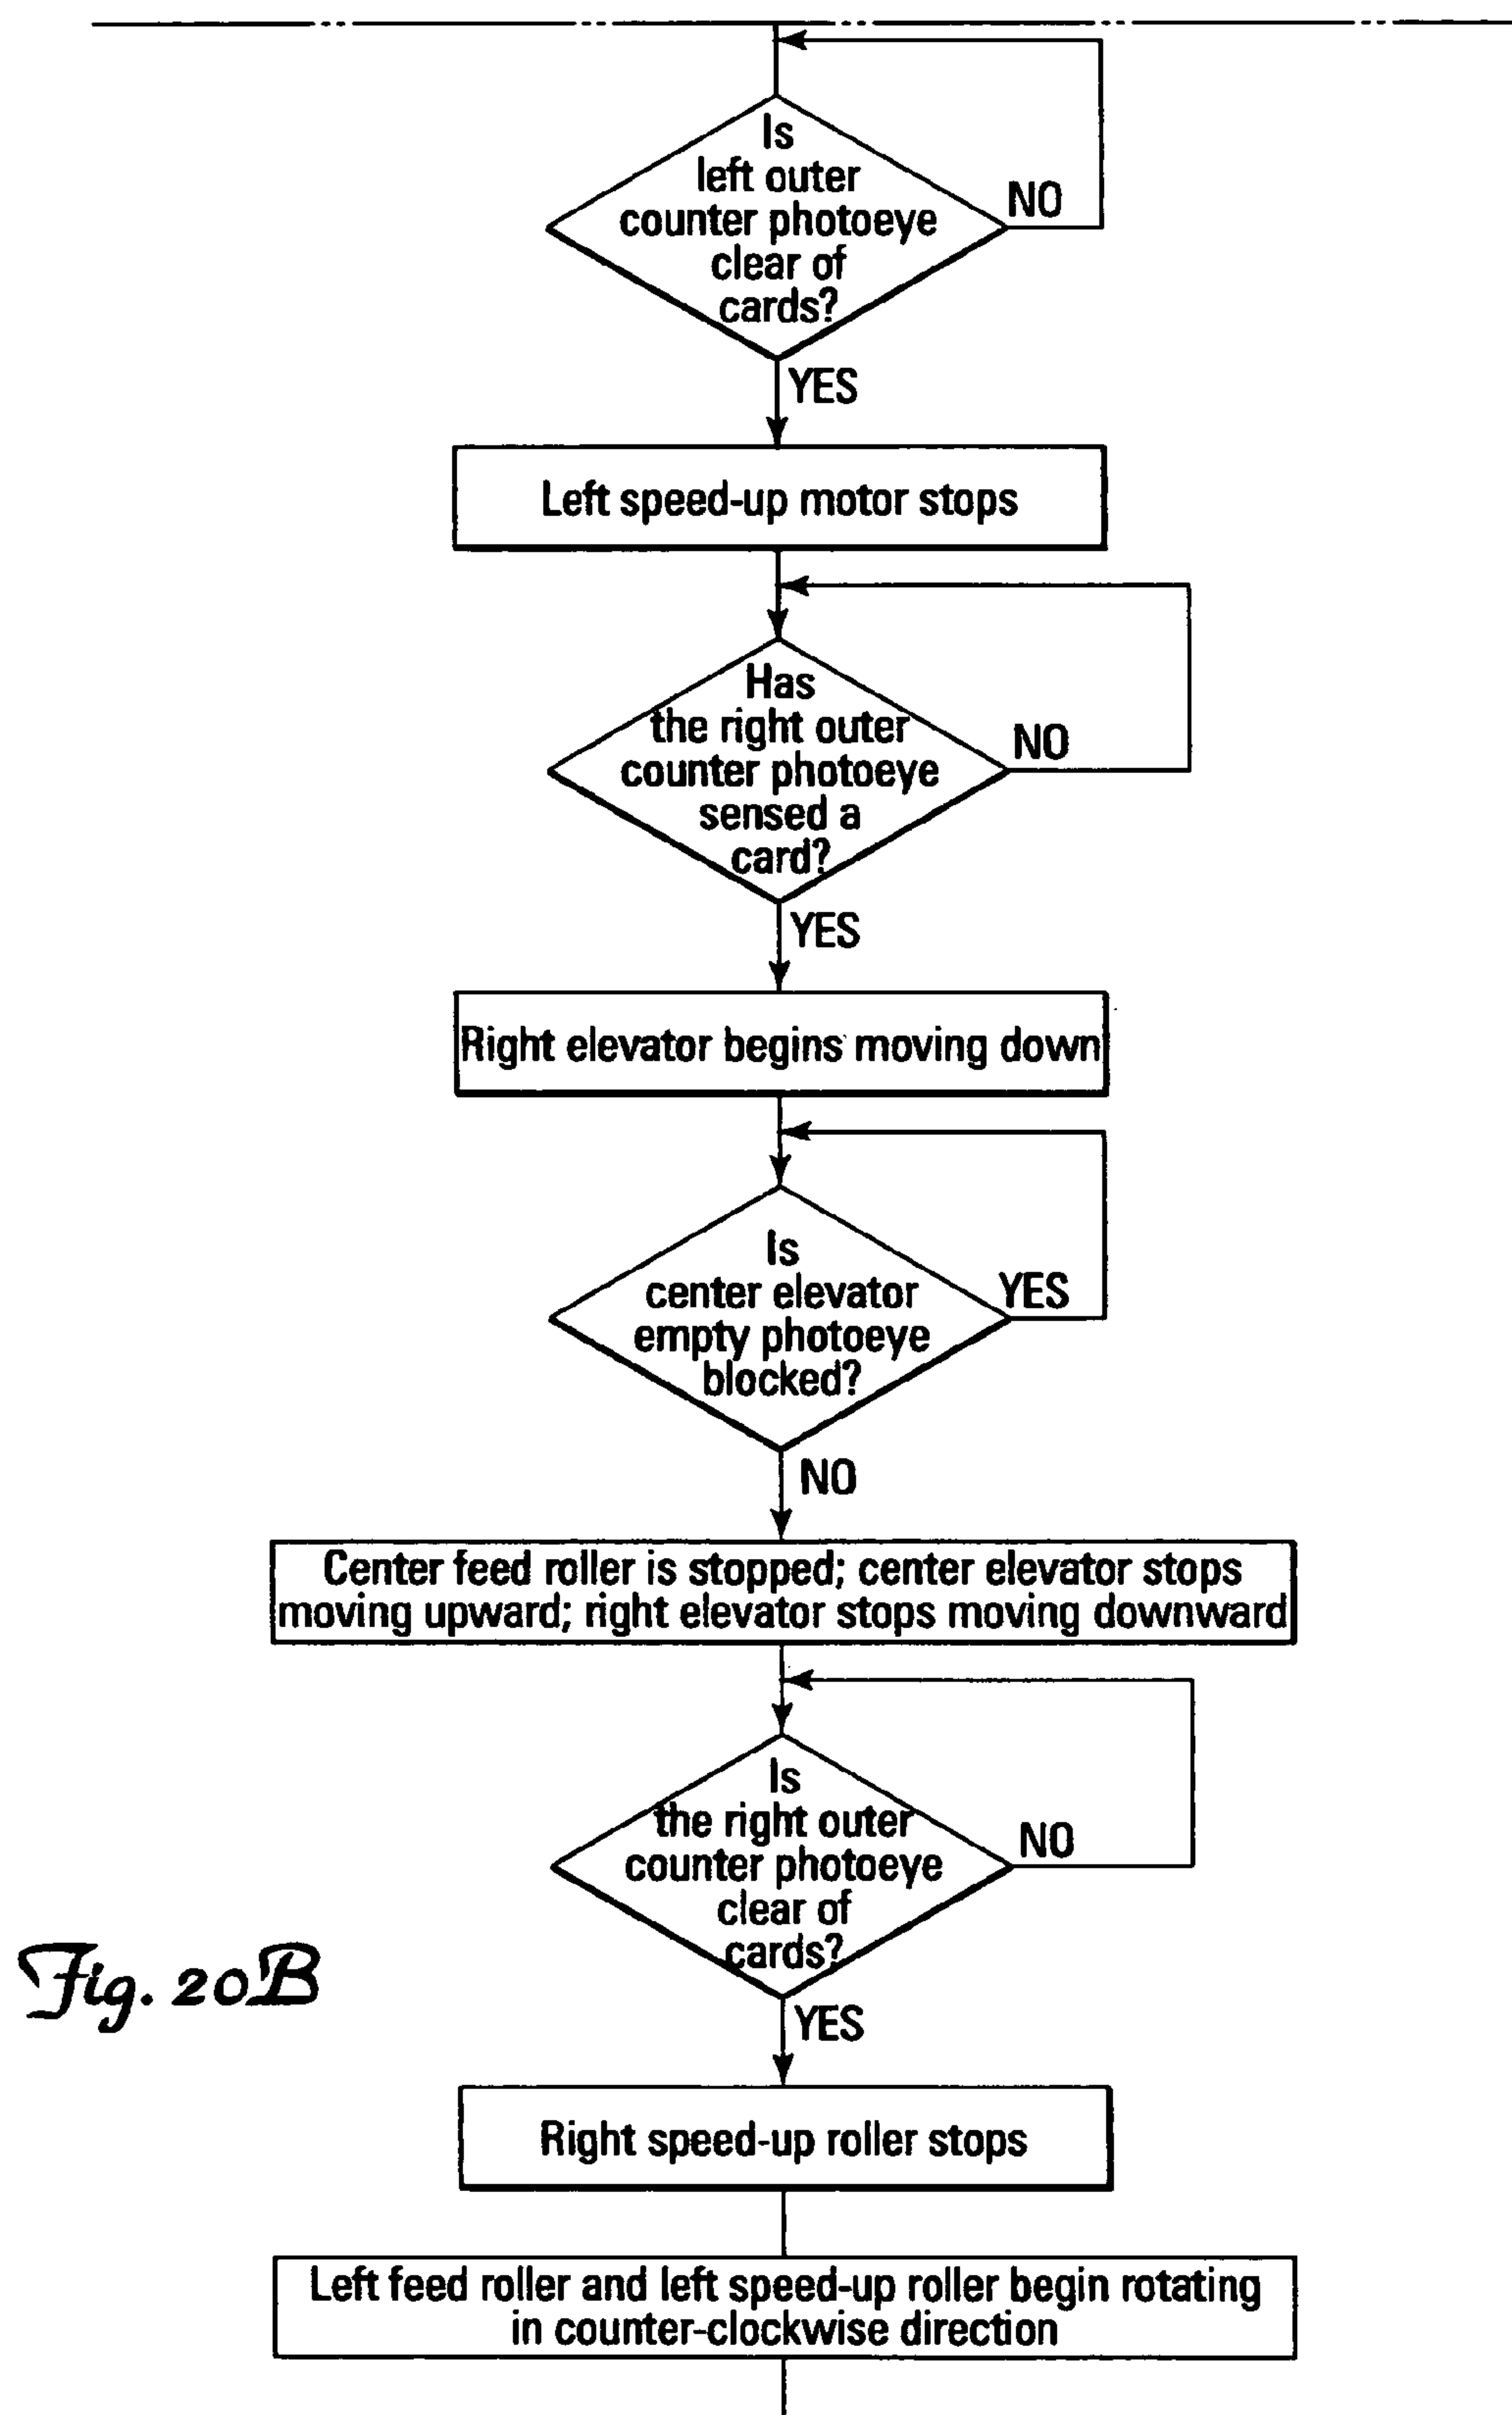 Is
left outer
counter photoeye
clear of
cards?
NO
YES
Left speed-up motor stops
Has
the right outer
counter photoeye
sensed a
card?
NO
YES
Right elevator begins moving down
Is
center elevator
empty photoeye
blocked?
YES
NO
Center feed roller is stopped; center elevator stops
moving upward; right elevator stops moving downward
Is
the right outer
counter photoeye
clear of
cards?
NO
Fig. 20B
YES
Right speed-up roller stops
Left feed roller and left speed-up roller begin rotating
in counter-clockwise direction